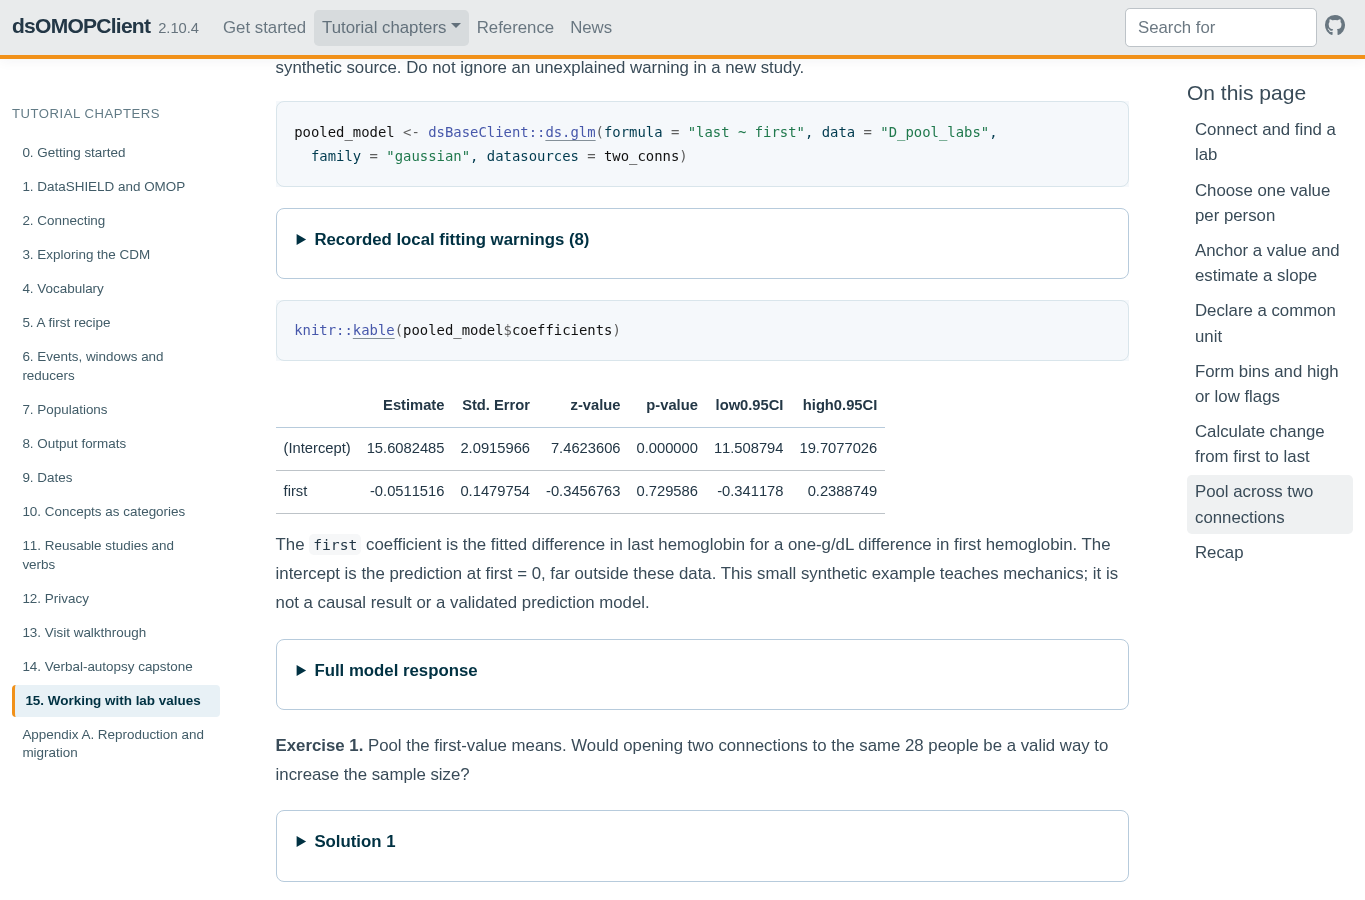 dsOMOPClient 2.10.4 Get started Tutorial chapters Reference News Search for
TUTORIAL CHAPTERS
0. Getting started
1. DataSHIELD and OMOP
2. Connecting
3. Exploring the CDM
4. Vocabulary
5. A first recipe
6. Events, windows and
reducers
7. Populations
8. Output formats
9. Dates
10. Concepts as categories
11. Reusable studies and
verbs
12. Privacy
13. Visit walkthrough
14. Verbal-autopsy capstone
15. Working with lab values
Appendix A. Reproduction and
migration
synthetic source. Do not ignore an unexplained warning in a new study.
pooled_model <- dsBaseClient::ds.glm(formula = "last ~ first", data = "D_pool_labs",
family = "gaussian", datasources = two_conns)
Recorded local fitting warnings (8)
knitr::kable(pooled_model$coefficients)
Estimate Std. Error z-value p-value low0.95CI high0.95CI
(Intercept) 15.6082485 2.0915966 7.4623606 0.000000 11.508794 19.7077026
first -0.0511516 0.1479754 -0.3456763 0.729586 -0.341178 0.2388749
The first coefficient is the fitted difference in last hemoglobin for a one-g/dL difference in first hemoglobin. The
intercept is the prediction at first = 0, far outside these data. This small synthetic example teaches mechanics; it is
not a causal result or a validated prediction model.
Full model response
Exercise 1. Pool the first-value means. Would opening two connections to the same 28 people be a valid way to
increase the sample size?
Solution 1
On this page
Connect and find a
lab
Choose one value
per person
Anchor a value and
estimate a slope
Declare a common
unit
Form bins and high
or low flags
Calculate change
from first to last
Pool across two
connections
Recap